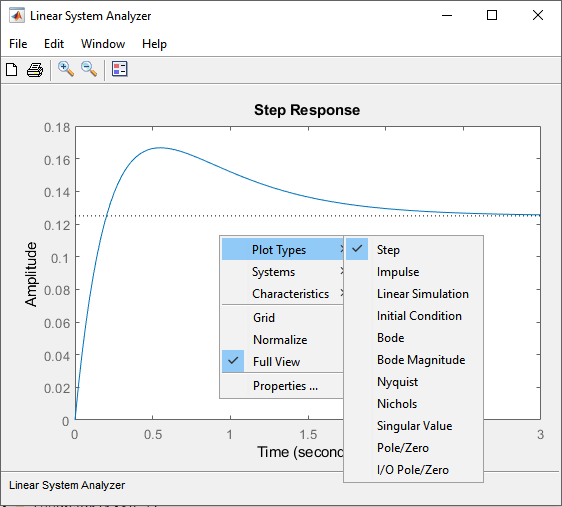 Linear System Analyzer
File Edit Window Help
Step Response
Amplitude
0.18
0.16
0.14
0.12
0.1
0.08
0.06
0.04
0.02
0
Plot Types
Systems
Characteristics
Grid
Normalize
Full View
Properties ...
Step
Impulse
Linear Simulation
Initial Condition
Bode
Bode Magnitude
Nyquist
Nichols
Singular Value
Pole/Zero
I/O Pole/Zero
0 0.5 1 1.5 3
Time (second
Linear System Analyzer